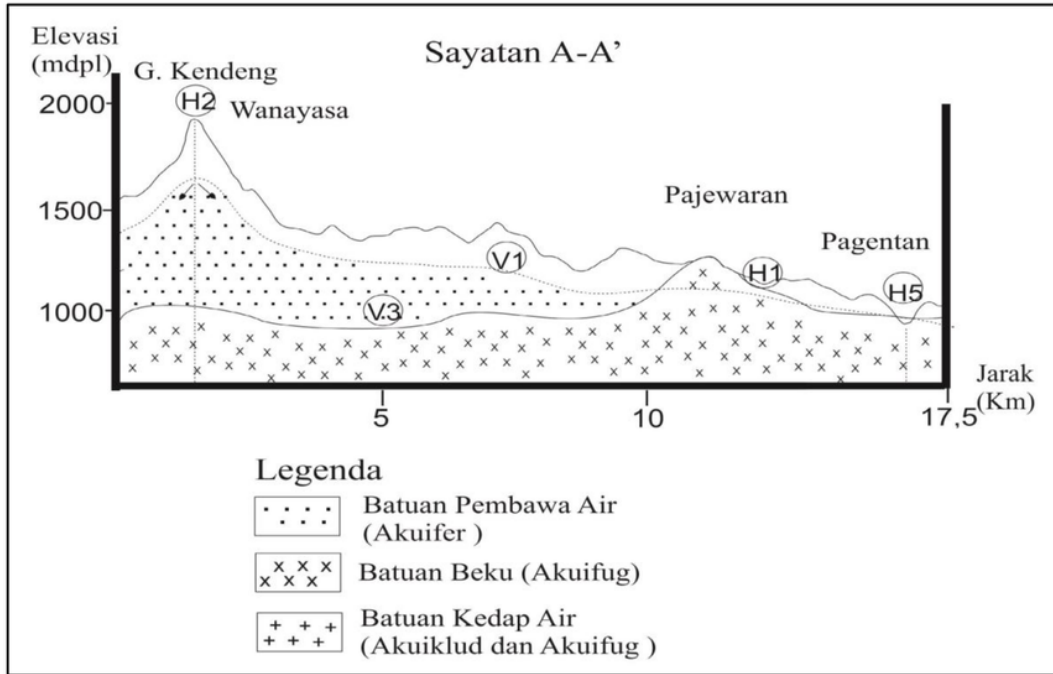 Elevasi
(mdpl)
Sayatan A-A’
G. Kendeng
H2
Wanayasa
2000
1500
1000
Pajewaran
Pagentan
V1
H1
H5
V3
5
10
17,5
Jarak
(Km)
Legenda
Batuan Pembawa Air
(Akuifer )
Batuan Beku (Akuifug)
Batuan Kedap Air
(Akuiklud dan Akuifug )